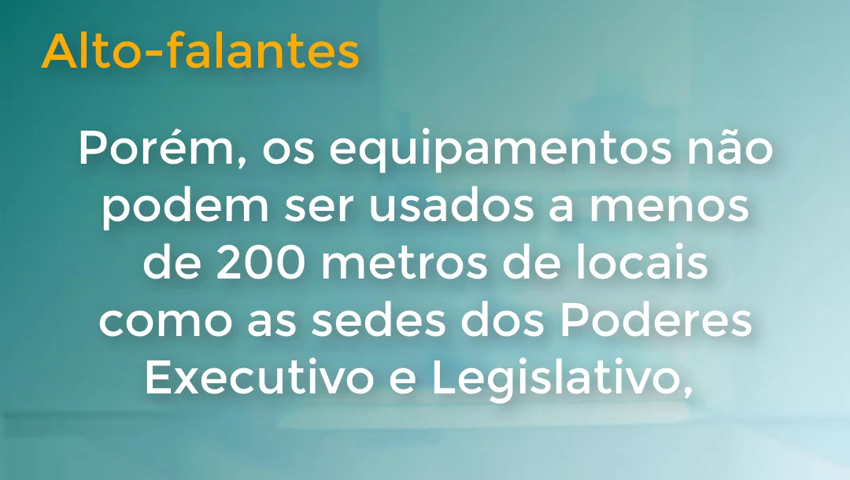 Alto-falantes
Porém, os equipamentos não
podem ser usados a menos
de 200 metros de locais
como as sedes dos Poderes
Executivo e Legislativo,